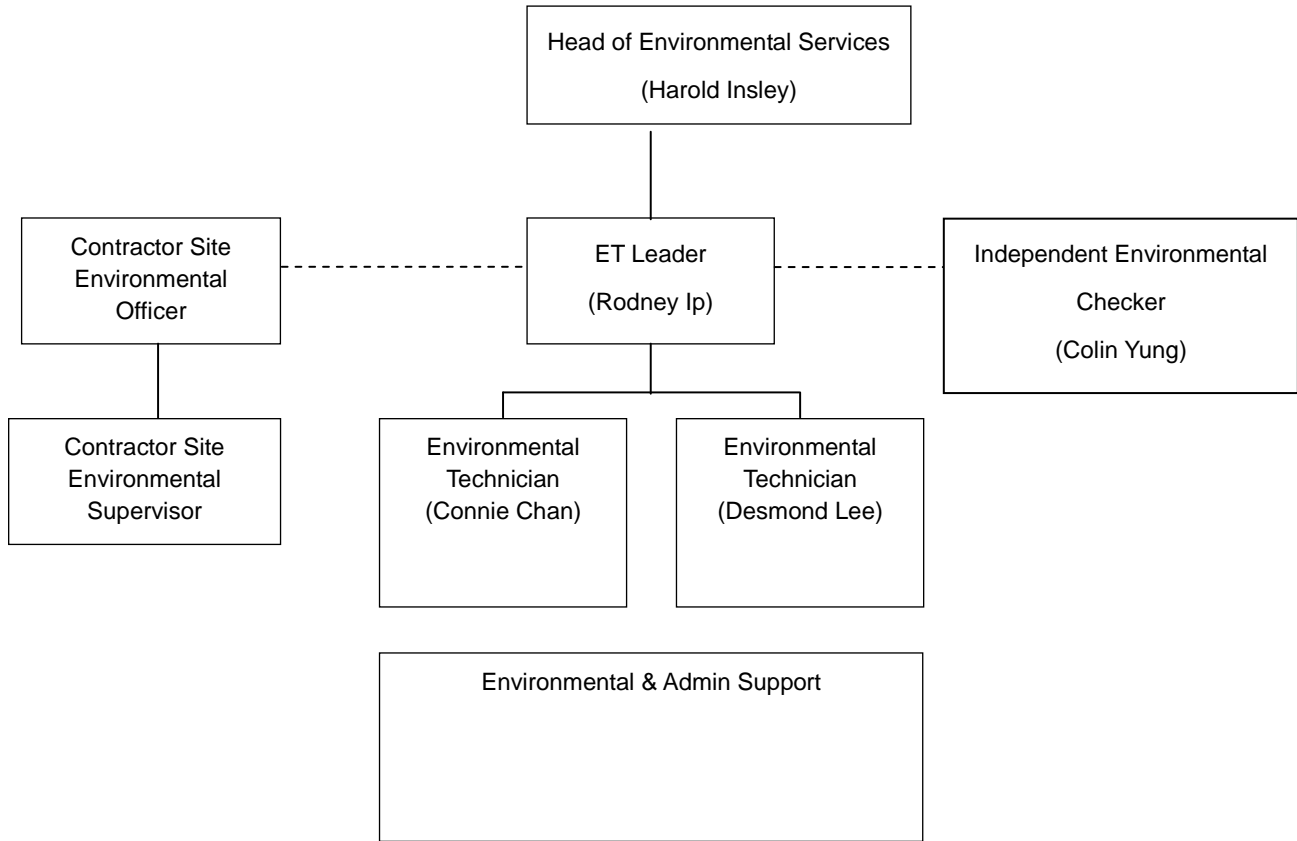 Head of Environmental Services
(Harold Insley)
Contractor Site
Environmental
Officer
ET Leader
(Rodney Ip)
Independent Environmental
Checker
(Colin Yung)
Contractor Site
Environmental
Supervisor
Environmental
Technician
(Connie Chan)
Environmental
Technician
(Desmond Lee)
Environmental & Admin Support